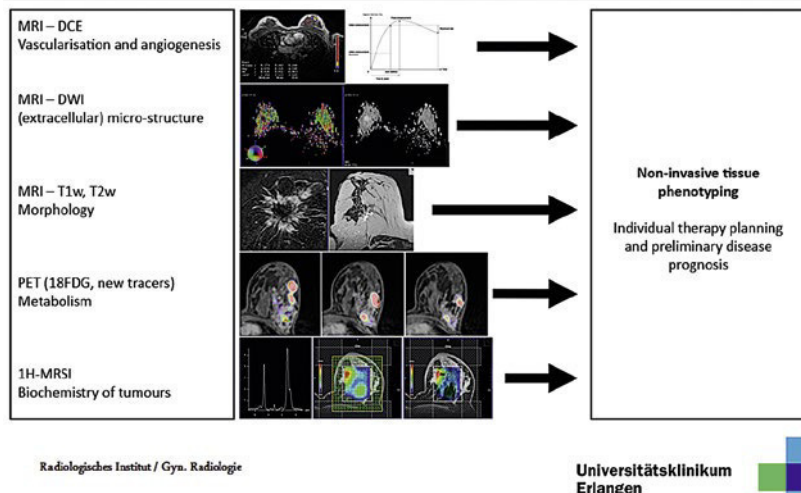 MRI – DCE
Vascularisation and angiogenesis
MRI – DWI
(extracellular) micro-structure
MRI – T1w, T2w
Morphology
PET (18FDG, new tracers)
Metabolism
1H-MRSI
Biochemistry of tumours
Non-invasive tissue
phenotyping
Individual therapy planning
and preliminary disease
prognosis
Radiologisches Institut / Gyn. Radiologie
Universitätsklinikum
Erlangen